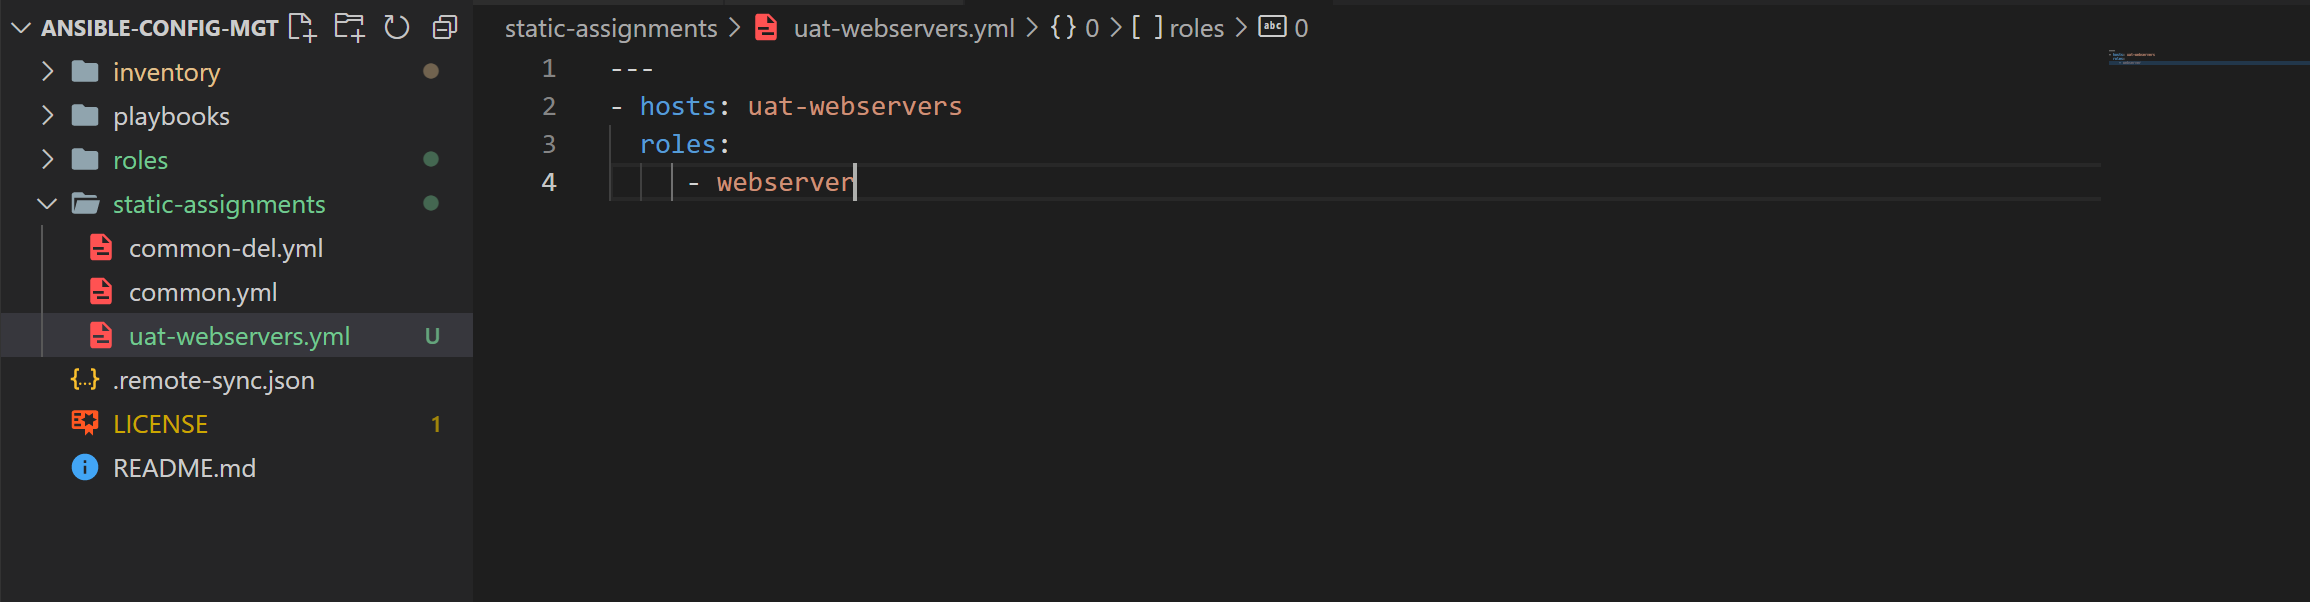 ANSIBLE-CONFIG-MGT
inventory
playbooks
roles
static-assignments
common-del.yml
common.yml
uat-webservers.yml U
{..} .remote-sync.json
LICENSE 1
README.md
static-assignments > uat-webservers.yml > {} 0 > [ ] roles > abc 0
1 ---
2 - hosts: uat-webservers
3 roles:
4 - webserver